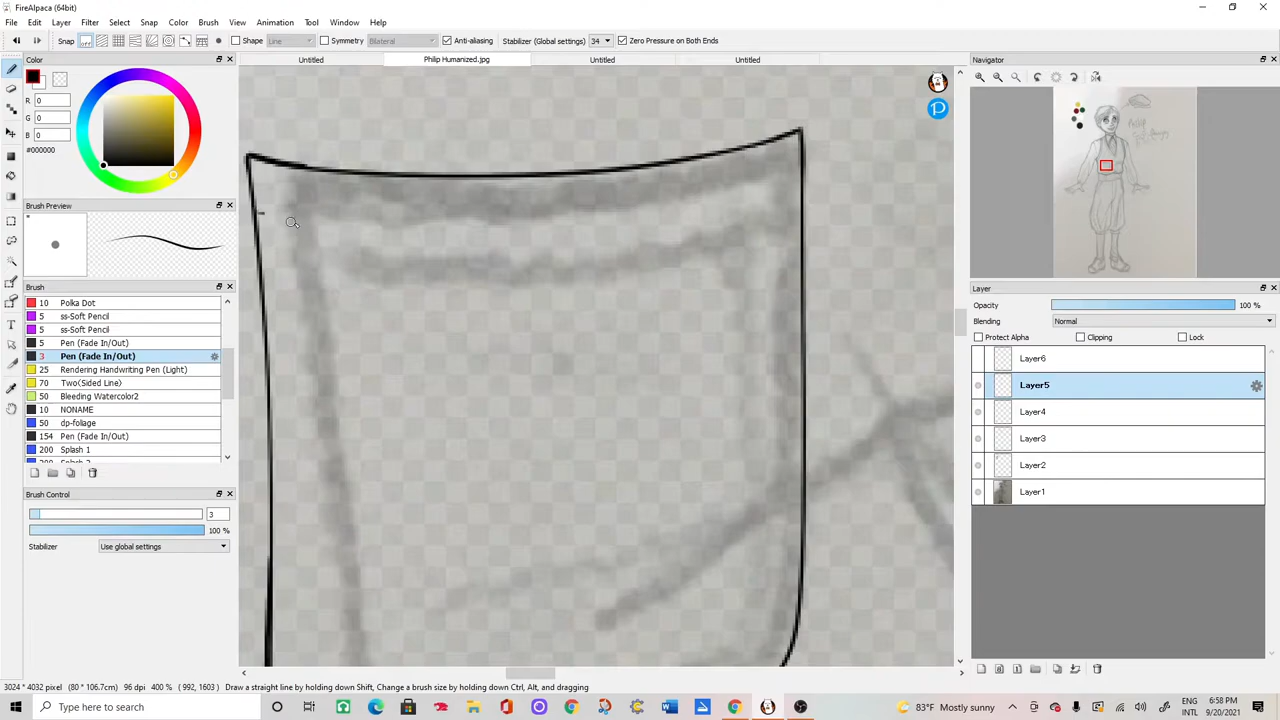 FireAlpaca (64bit)
File Edit Layer Filter Select Snap Color Brush View Animation Tool Window Help
Snap OFF Shape Line Symmetry Bilateral Anti-aliasing Stabilizer (Global settings) 34 Zero Pressure on Both Ends
Color
Untitled Philip Humanized.jpg Untitled Untitled
Navigator
R 0
G 0
B 0
#000000
Brush Preview
Brush
10 Polka Dot
5 ss-Soft Pencil
5 ss-Soft Pencil
5 Pen (Fade In/Out)
3 Pen (Fade In/Out)
25 Rendering Handwriting Pen (Light)
70 Two(Sided Line)
50 Bleeding Watercolor2
10 NONAME
50 dp-foliage
154 Pen (Fade In/Out)
200 Splash 1
Brush Control
3
100 %
Stabilizer Use global settings
Layer
Opacity 100 %
Blending Normal
Protect Alpha Clipping Lock
Layer6
Layer5
Layer4
Layer3
Layer2
Layer1
3024 * 4032 pixel (80 * 106.7cm) 96 dpi 400 % ( 992, 1603 ) Draw a straight line by holding down Shift, Change a brush size by holding down Ctrl, Alt, and dragging
Type here to search
83°F Mostly sunny
ENG
INTL
6:58 PM
9/20/2021